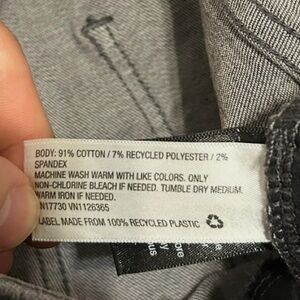 BODY: 91% COTTON / 7% RECYCLED POLYESTER / 2%
SPANDEX
MACHINE WASH WARM WITH LIKE COLORS. ONLY
NON-CHLORINE BLEACH IF NEEDED. TUMBLE DRY MEDIUM.
WARM IRON IF NEEDED.
VN17730 VN1126365
LABEL MADE FROM 100% RECYCLED PLASTIC